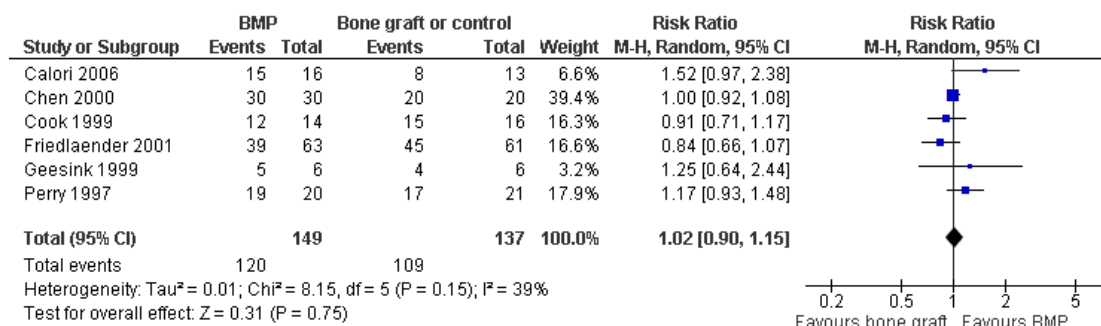 BMP Bone graft or control Risk Ratio Risk Ratio
Study or Subgroup Events Total Events Total Weight M-H, Random, 95% CI M-H, Random, 95% CI
Calori 2006 15 16 8 13 6.6% 1.52 [0.97, 2.38]
Chen 2000 30 30 20 20 39.4% 1.00 [0.92, 1.08]
Cook 1999 12 14 15 16 16.3% 0.91 [0.71, 1.17]
Friedlaender 2001 39 63 45 61 16.6% 0.84 [0.66, 1.07]
Geesink 1999 5 6 4 6 3.2% 1.25 [0.64, 2.44]
Perry 1997 19 20 17 21 17.9% 1.17 [0.93, 1.48]
Total (95% CI) 149 137 100.0% 1.02 [0.90, 1.15]
Total events 120 109
Heterogeneity: Tau² = 0.01; Chi² = 8.15, df = 5 (P = 0.15); I² = 39%
Test for overall effect: Z = 0.31 (P = 0.75)
0.2 0.5 1 2 5
Favours bone graft Favours BMP